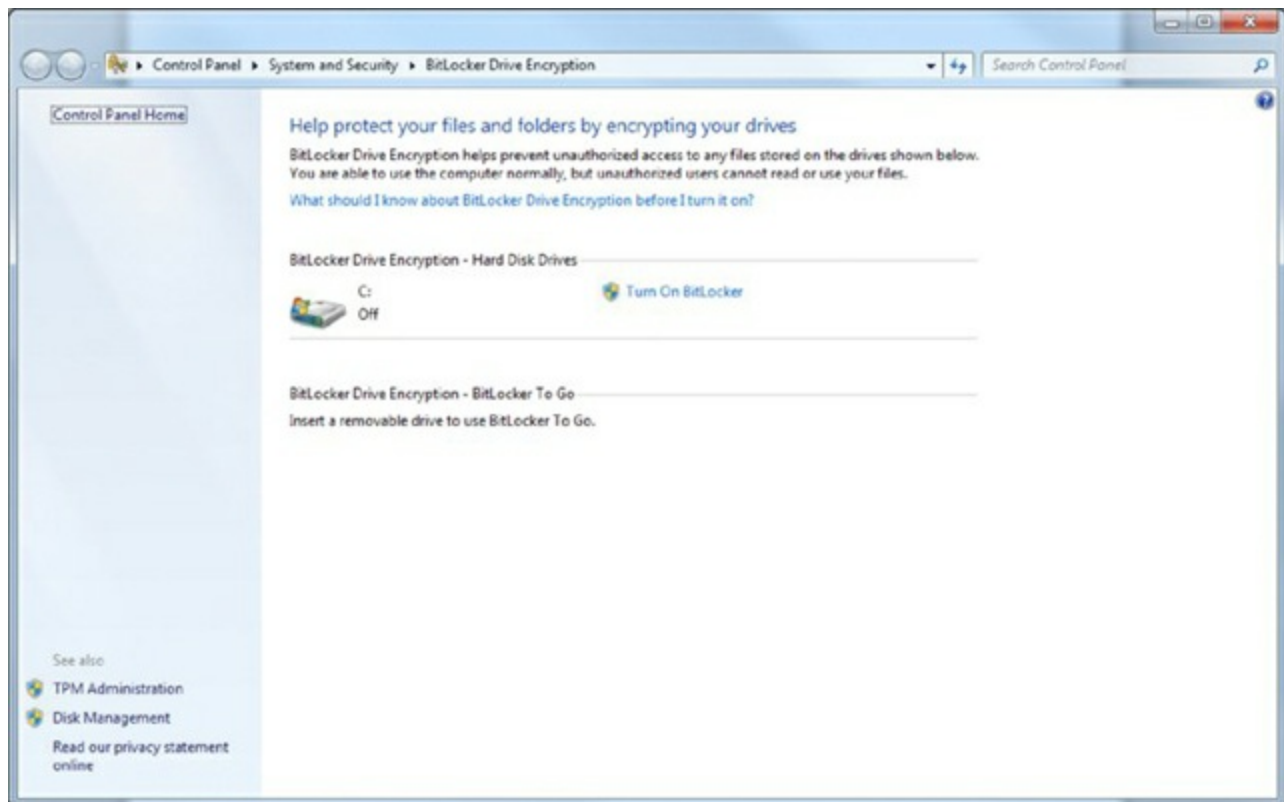 Control Panel System and Security BitLocker Drive Encryption
Search Control Panel
Control Panel Home
Help protect your files and folders by encrypting your drives
BitLocker Drive Encryption helps prevent unauthorized access to any files stored on the drives shown below.
You are able to use the computer normally, but unauthorized users cannot read or use your files.
What should I know about BitLocker Drive Encryption before I turn it on?
BitLocker Drive Encryption - Hard Disk Drives
C:
Off
Turn On BitLocker
BitLocker Drive Encryption - BitLocker To Go
Insert a removable drive to use BitLocker To Go.
See also
TPM Administration
Disk Management
Read our privacy statement
online